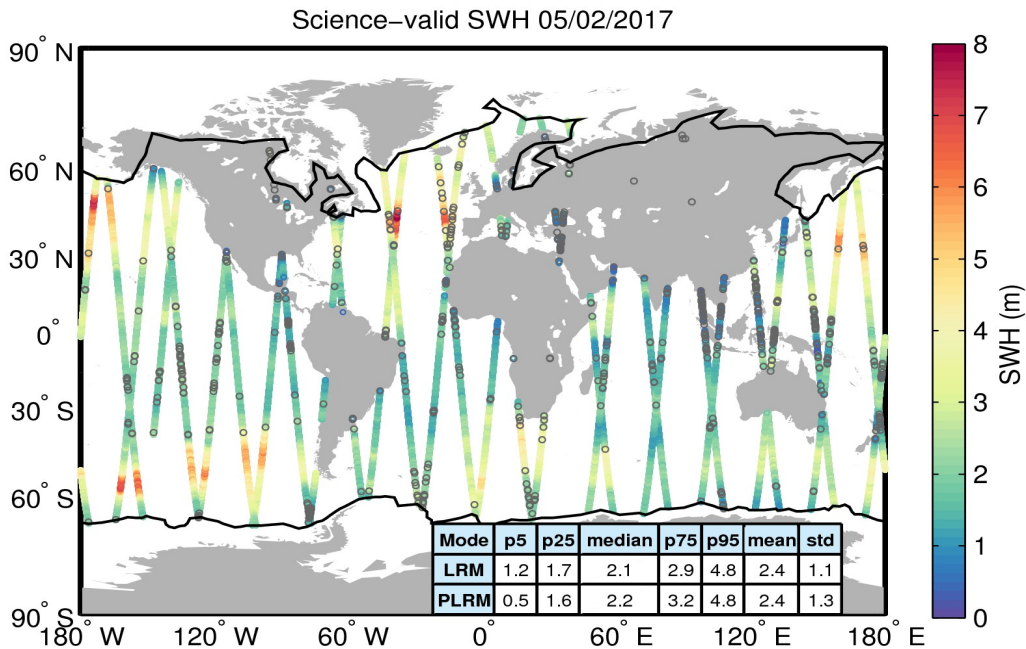 Science−valid SWH 05/02/2017
90° N
60° N
30° N
0°
30° S
60° S
90° S
180° W
120° W
60° W
0°
60° E
120° E
180° E
8
7
6
5
4
3
2
1
0
SWH (m)
Mode p5 p25 median p75 p95 mean std
LRM 1.2 1.7 2.1 2.9 4.8 2.4 1.1
PLRM 0.5 1.6 2.2 3.2 4.8 2.4 1.3